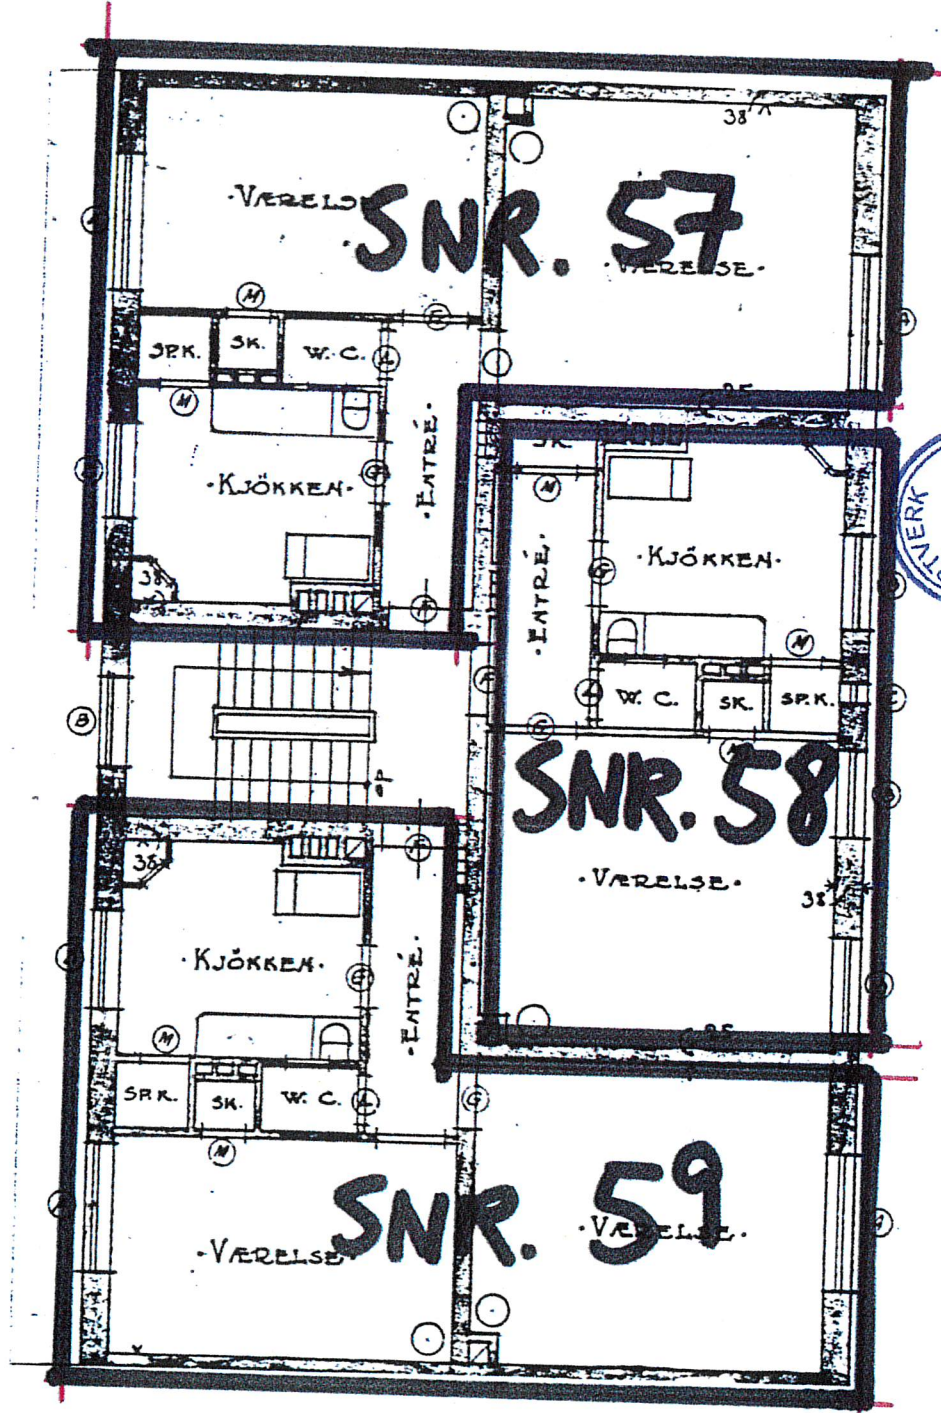 38
·VÆRELSE·
SNR. 57
·VÆRELSE·
M
SP.K.
SK.
W.C.
A
M
·KJÖKKEN·
G
·ENTRÉ·
38
SK.
M
·KJÖKKEN·
·ENTRÉ·
M
W.C.
SK.
SP.K.
B
SNR. 58
·VÆRELSE·
38
38
·KJÖKKEN·
·ENTRÉ·
M
SP.K.
SK.
W.C.
G
M
SNR. 59
·VÆRELSE·
·VÆRELSE·
A